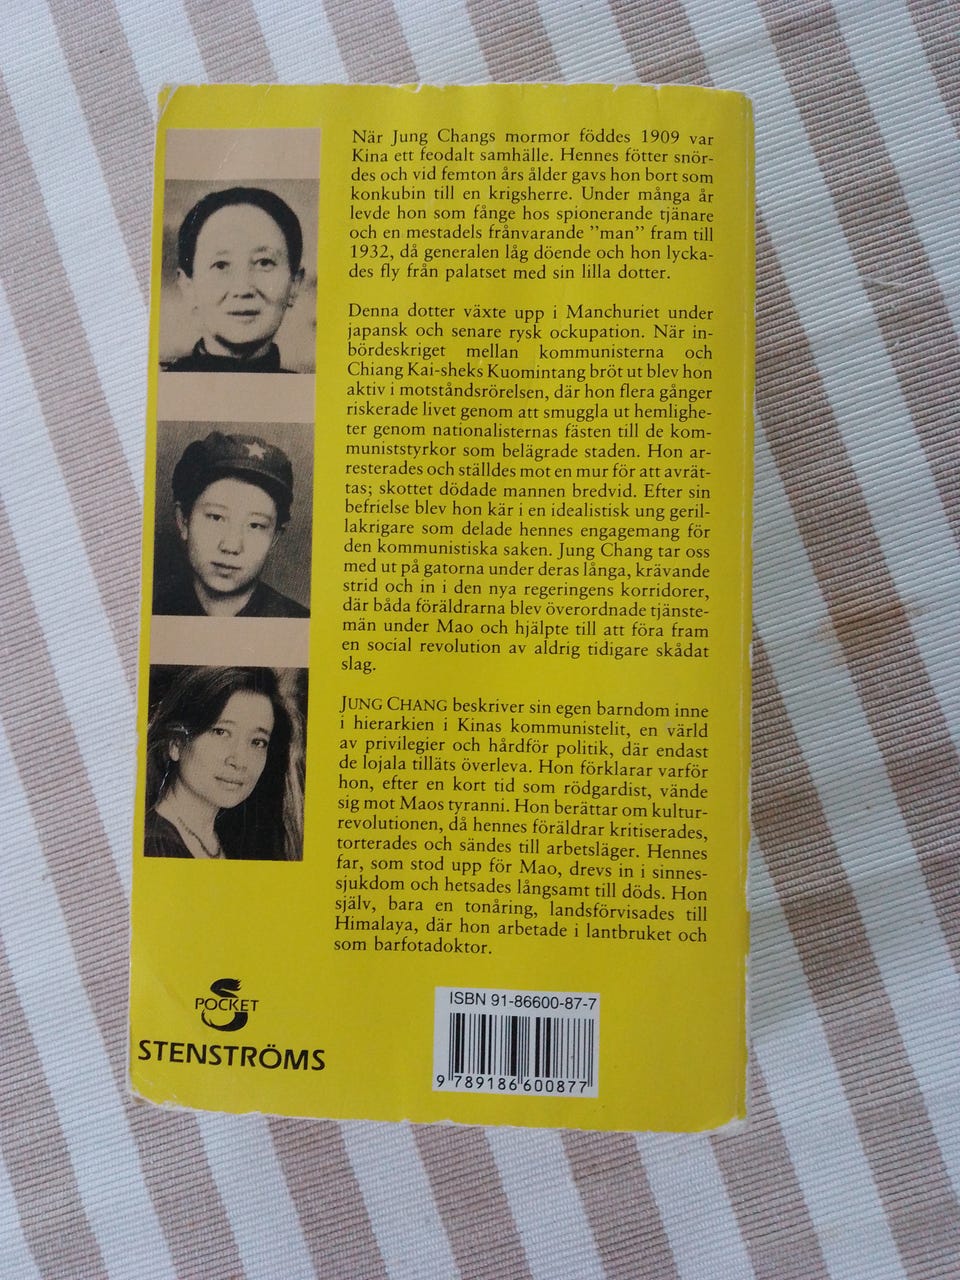 När Jung Changs mormor föddes 1909 var
Kina ett feodalt samhälle. Hennes fötter snör-
des och vid femton års ålder gavs hon bort som
konkubin till en krigsherre. Under många år
levde hon som fånge hos spionerande tjänare
och en mestadels frånvarande ”man” fram till
1932, då generalen låg döende och hon lycka-
des fly från palatset med sin lilla dotter.
Denna dotter växte upp i Manchuriet under
japansk och senare rysk ockupation. När in-
bördeskriget mellan kommunisterna och
Chiang Kai-sheks Kuomintang bröt ut blev hon
aktiv i motståndsrörelsen, där hon flera gånger
riskerade livet genom att smuggla ut hemlighe-
ter genom nationalisternas fästen till de kom-
muniststyrkor som belägrade staden. Hon ar-
resterades och ställdes mot en mur för att avrät-
tas; skottet dödade mannen bredvid. Efter sin
befrielse blev hon kär i en idealistisk ung geril-
lakrigare som delade hennes engagemang för
den kommunistiska saken. Jung Chang tar oss
med ut på gatorna under deras långa, krävande
strid och in i den nya regeringens korridorer,
där båda föräldrarna blev överordnade tjänste-
män under Mao och hjälpte till att föra fram
en social revolution av aldrig tidigare skådat
slag.
JUNG CHANG beskriver sin egen barndom inne
i hierarkien i Kinas kommunistelit, en värld
av privilegier och hårdför politik, där endast
de lojala tilläts överleva. Hon förklarar varför
hon, efter en kort tid som rödgardist, vände
sig mot Maos tyranni. Hon berättar om kultur-
revolutionen, då hennes föräldrar kritiserades,
torterades och sändes till arbetsläger. Hennes
far, som stod upp för Mao, drevs in i sinnes-
sjukdom och hetsades långsamt till döds. Hon
själv, bara en tonåring, landsförvisades till
Himalaya, där hon arbetade i lantbruket och
som barfotadoktor.
POCKET
STENSTRÖMS
ISBN 91-86600-87-7
9 789186 600877